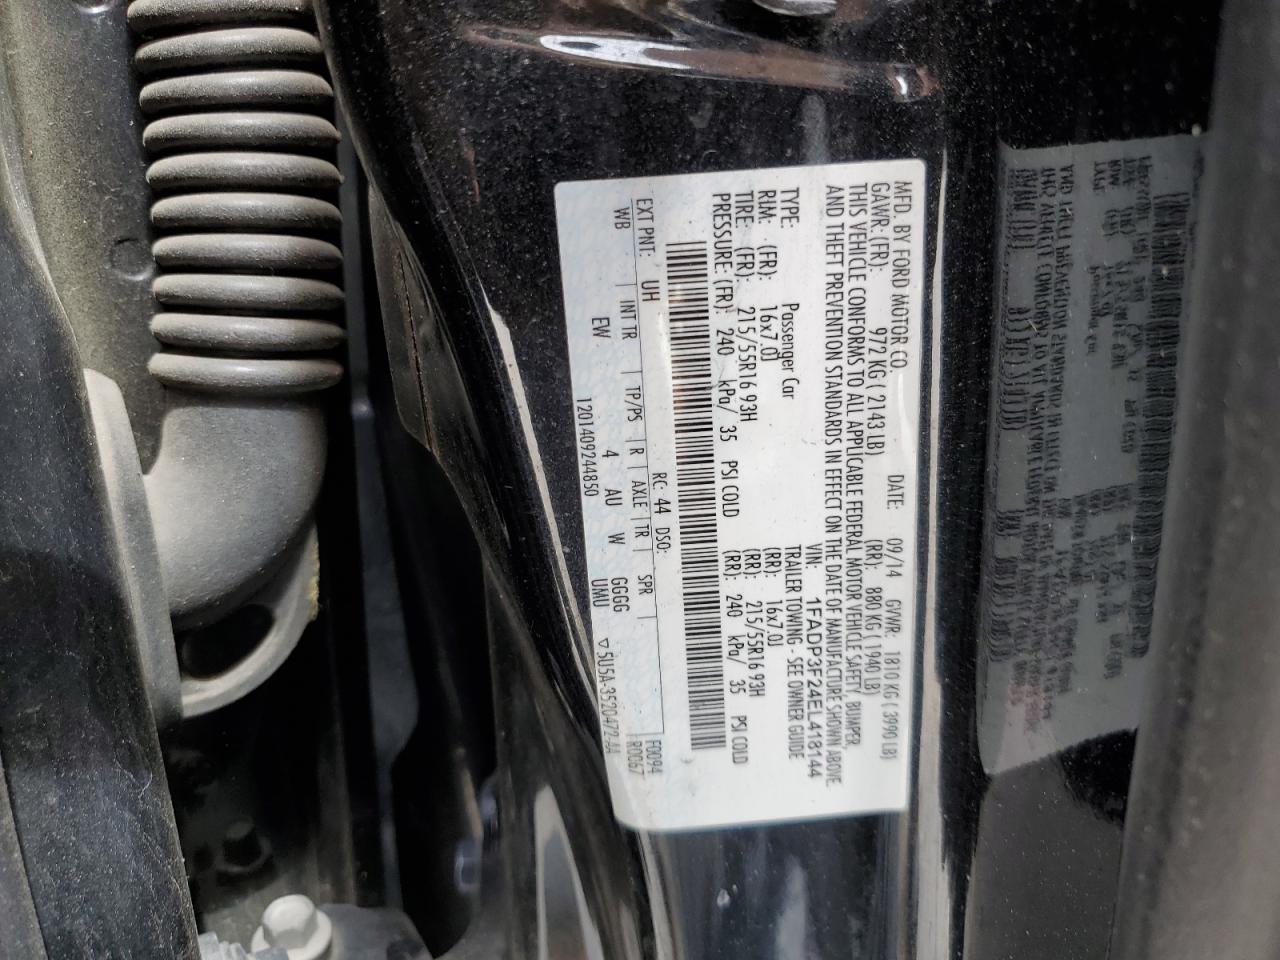 MFD. BY FORD MOTOR CO.
DATE: 09/14 GVWR: 1810 KG ( 3990 LB)
GAWR: (FR): 972 KG ( 2143 LB) (RR): 880 KG ( 1940 LB)
THIS VEHICLE CONFORMS TO ALL APPLICABLE FEDERAL MOTOR VEHICLE SAFETY, BUMPER,
AND THEFT PREVENTION STANDARDS IN EFFECT ON THE DATE OF MANUFACTURE SHOWN ABOVE.
VIN: 1FADP3F24EL418144
TYPE: Passenger Car TRAILER TOWING - SEE OWNER GUIDE
RIM: (FR): 16x7.0J (RR): 16x7.0J
TIRE: (FR): 215/55R16 93H (RR): 215/55R16 93H
PRESSURE: (FR): 240 kPa/ 35 PSI COLD (RR): 240 kPa/ 35 PSI COLD
EXT PNT: UH RC: 44 DSO: F0094
WB INT TR TP/PS R AXLE TR SPR R0067
EW 4 AU W GGGG
1201409244850 UMU 5U5A-3520472-AA